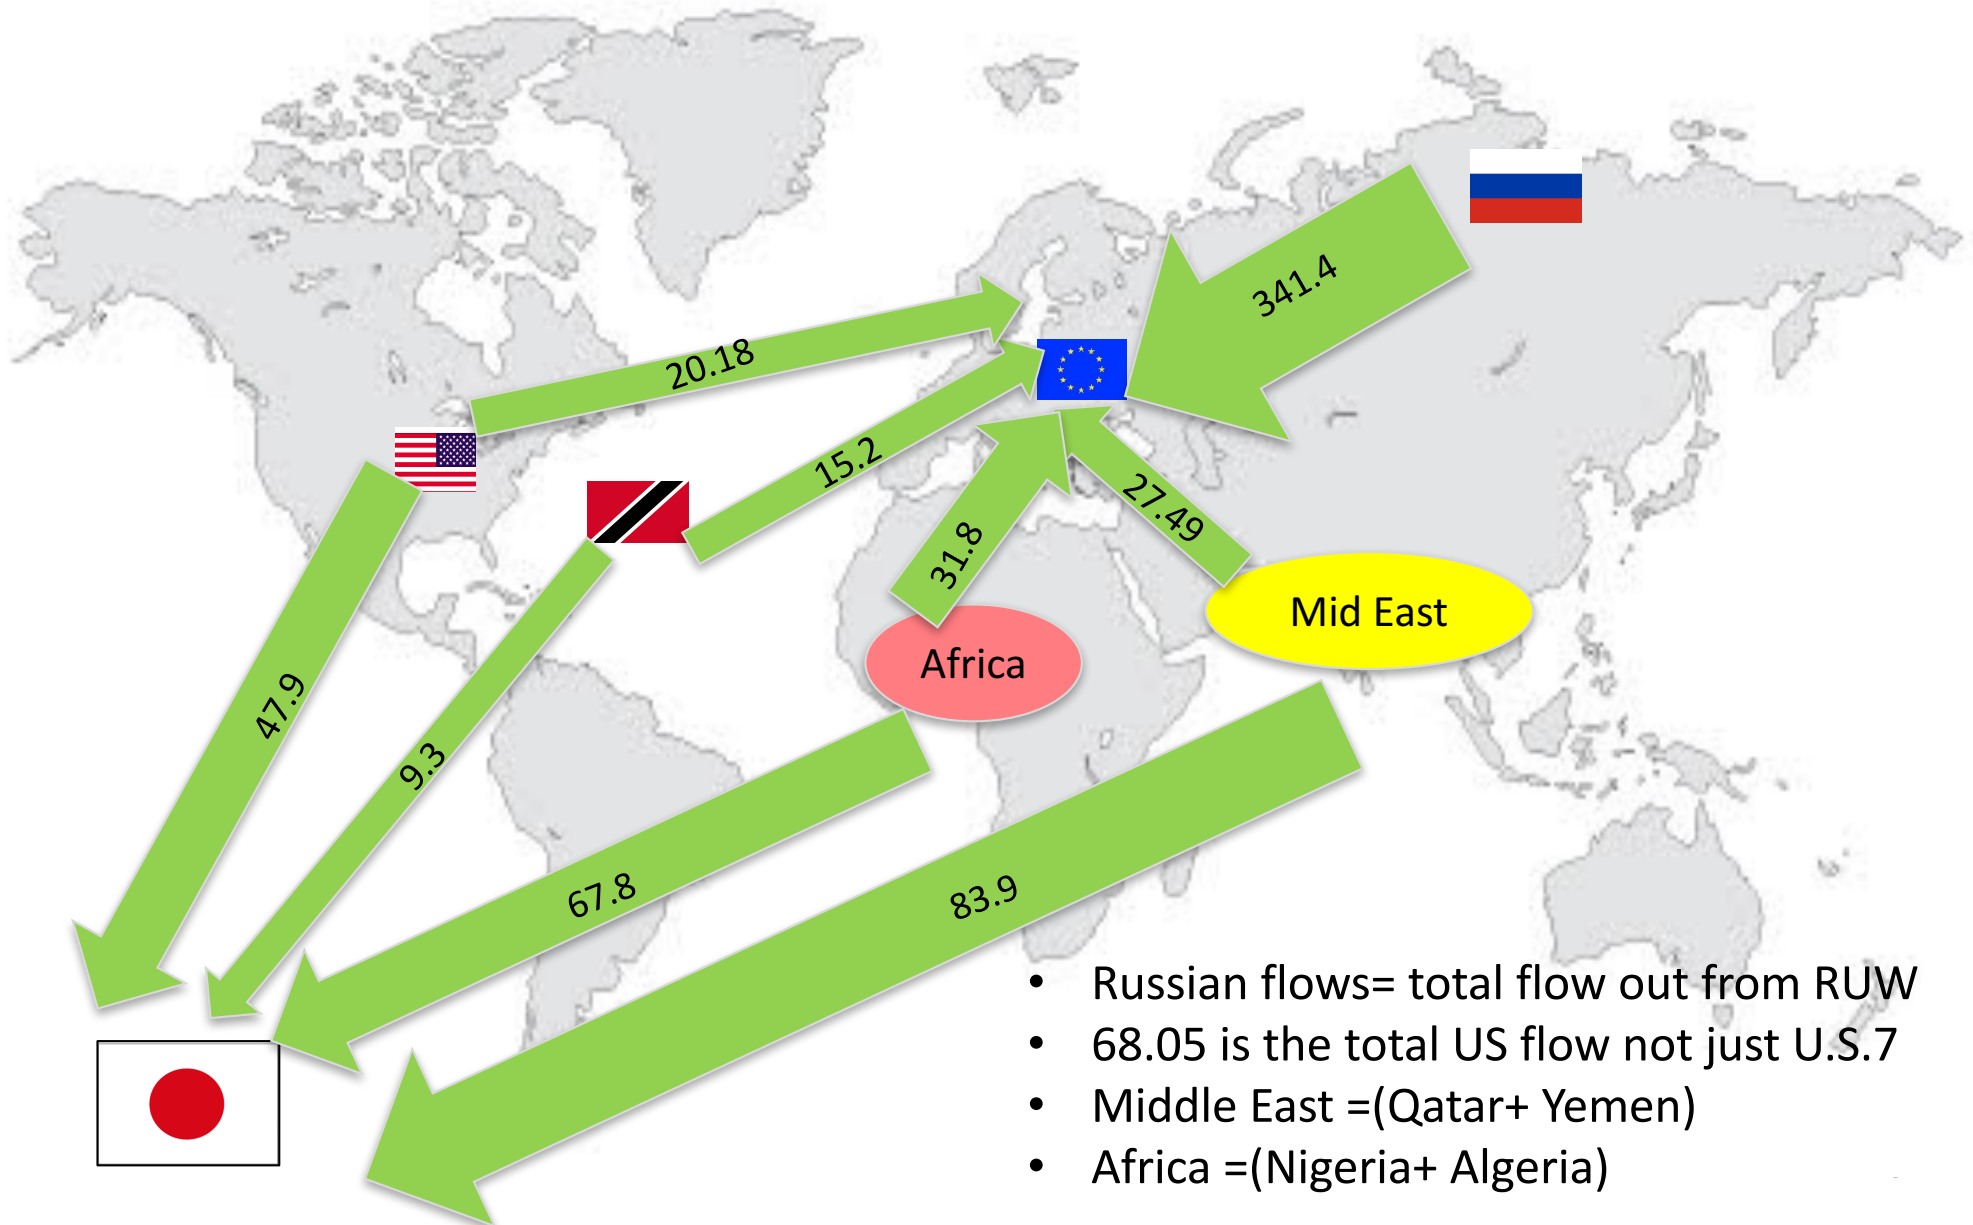 341.4
20.18
15.2
27.49
31.8
Mid East
Africa
47.9
9.3
67.8
83.9
• Russian flows= total flow out from RUW
• 68.05 is the total US flow not just U.S.7
• Middle East =(Qatar+ Yemen)
• Africa =(Nigeria+ Algeria)